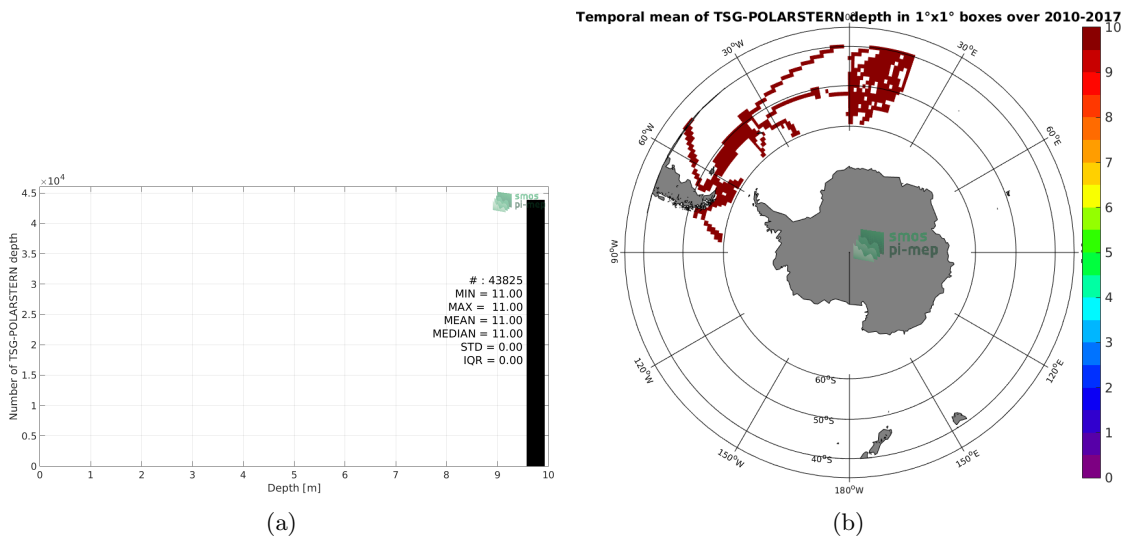 ×10⁴
4.5
4
3.5
3
2.5
2
1.5
1
0.5
0
Number of TSG-POLARSTERN depth
smos
pi-mep
# : 43825
MIN = 11.00
MAX = 11.00
MEAN = 11.00
MEDIAN = 11.00
STD = 0.00
IQR = 0.00
0 1 2 3 4 5 6 7 8 9 10
Depth [m]
(a)
Temporal mean of TSG-POLARSTERN depth in 1°x1° boxes over 2010-2017
0°
30°W
30°E
60°W
60°E
90°W
120°W
120°E
150°W
150°E
180°W
60°S
50°S
40°S
smos
pi-mep
10
9
8
7
6
5
4
3
2
1
0
(b)